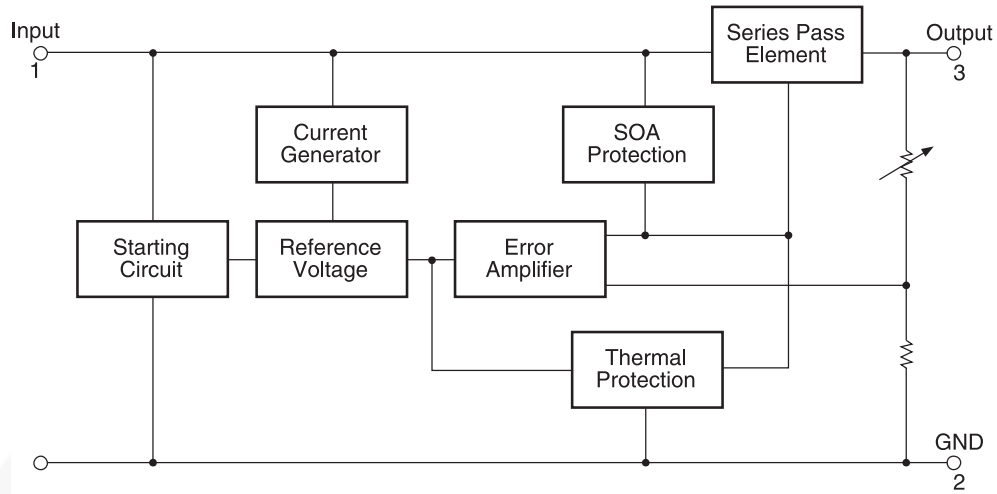 Input
1
Series Pass
Element
Output
3
Current
Generator
SOA
Protection
Starting
Circuit
Reference
Voltage
Error
Amplifier
Thermal
Protection
GND
2